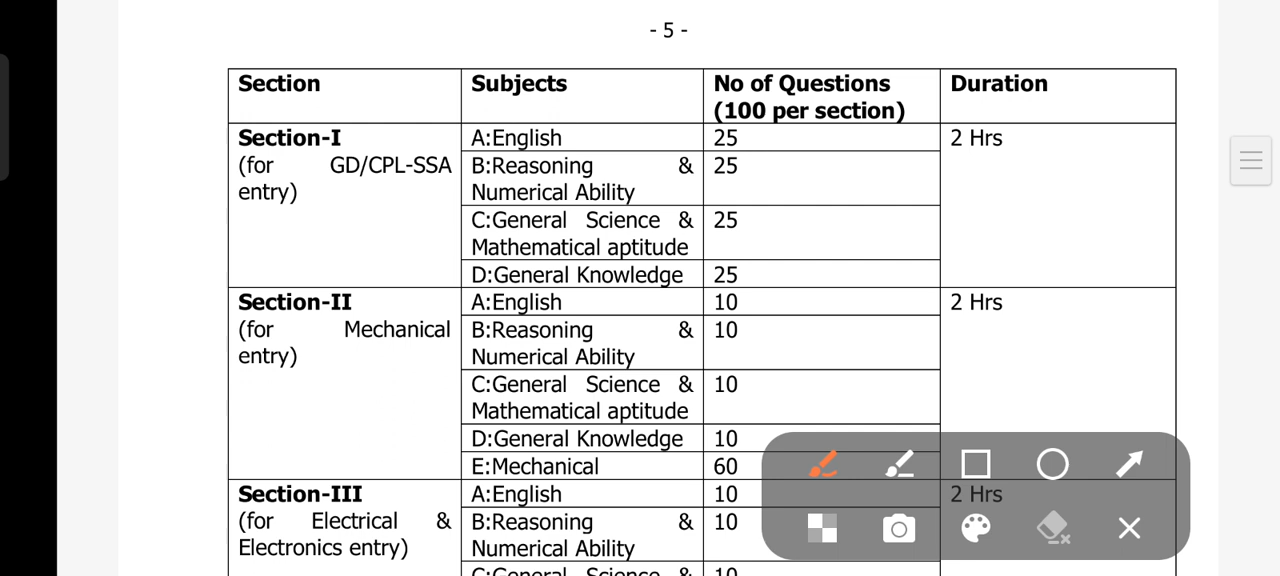 - 5 -
Section Subjects No of Questions Duration
(100 per section)
Section-I A:English 25 2 Hrs
(for GD/CPL-SSA B:Reasoning & 25
entry) Numerical Ability
C:General Science & 25
Mathematical aptitude
D:General Knowledge 25
Section-II A:English 10 2 Hrs
(for Mechanical B:Reasoning & 10
entry) Numerical Ability
C:General Science & 10
Mathematical aptitude
D:General Knowledge 10
E:Mechanical 60
Section-III A:English 10 2 Hrs
(for Electrical & B:Reasoning & 10
Electronics entry) Numerical Ability
C:General Science & 10